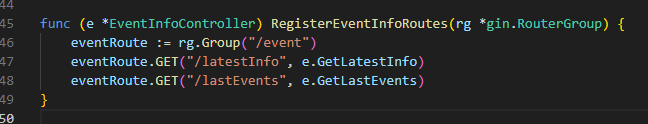 44
45 func (e *EventInfoController) RegisterEventInfoRoutes(rg *gin.RouterGroup) {
46     eventRoute := rg.Group("/event")
47     eventRoute.GET("/latestInfo", e.GetLatestInfo)
48     eventRoute.GET("/lastEvents", e.GetLastEvents)
49 }
50